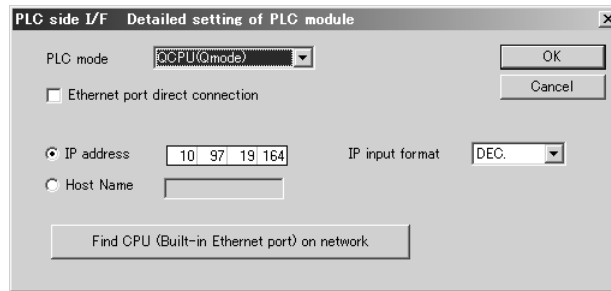 PLC side I/F Detailed setting of PLC module
PLC mode QCPU(Qmode) OK
Ethernet port direct connection Cancel
IP address 10 97 19 164 IP input format DEC.
Host Name
Find CPU (Built-in Ethernet port) on network